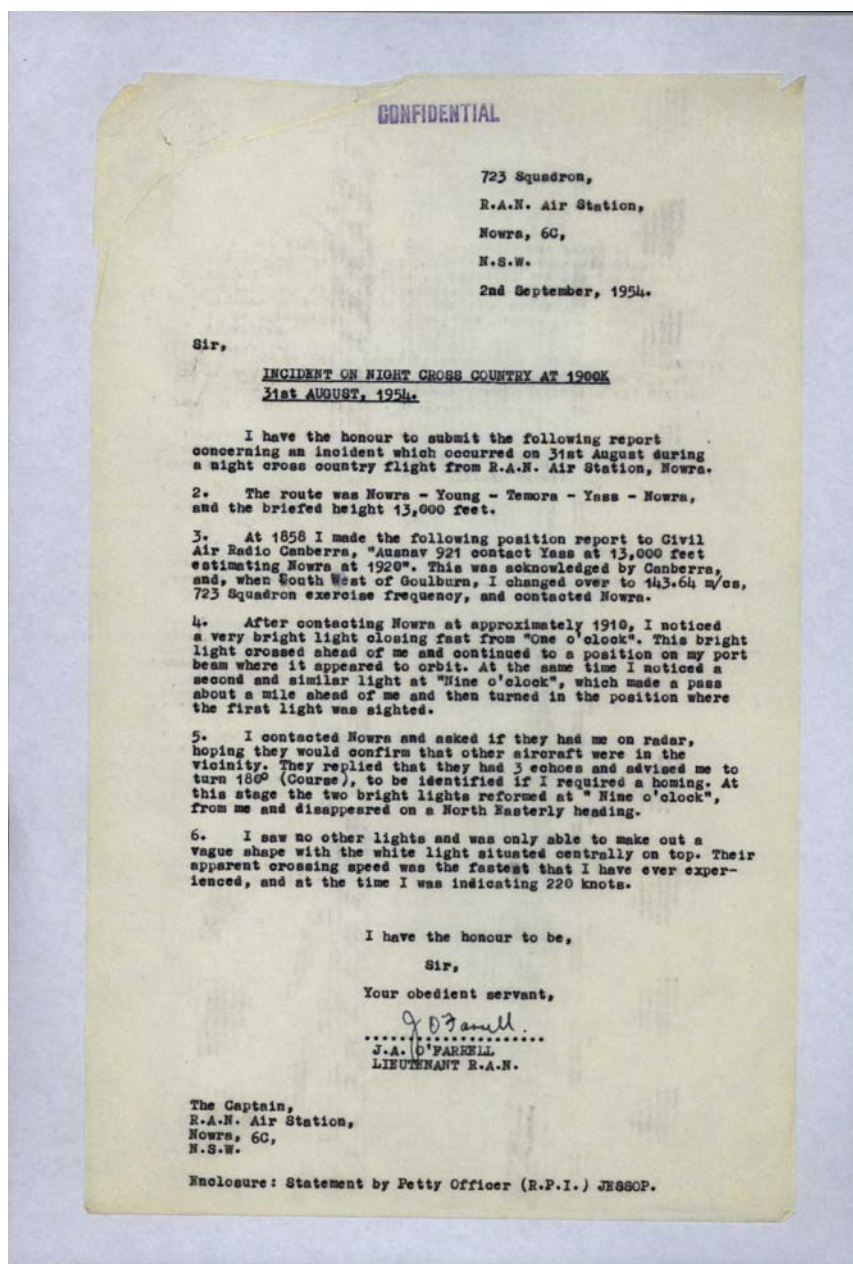 CONFIDENTIAL
723 Squadron,
R.A.N. Air Station,
Nowra, 6C,
N.S.W.
2nd September, 1954.
Sir,
INCIDENT ON NIGHT CROSS COUNTRY AT 1900K
31st AUGUST, 1954.
I have the honour to submit the following report
concerning an incident which occurred on 31st August during
a night cross country flight from R.A.N. Air Station, Nowra.
2. The route was Nowra - Young - Temora - Yass - Nowra,
and the briefed height 13,000 feet.
3. At 1858 I made the following position report to Civil
Air Radio Canberra, "Ausnav 921 contact Yass at 13,000 feet
estimating Nowra at 1920". This was acknowledged by Canberra,
and, when South West of Goulburn, I changed over to 143.64 m/cs,
723 Squadron exercise frequency, and contacted Nowra.
4. After contacting Nowra at approximately 1910, I noticed
a very bright light closing fast from "One o'clock". This bright
light crossed ahead of me and continued to a position on my port
beam where it appeared to orbit. At the same time I noticed a
second and similar light at "Nine o'clock", which made a pass
about a mile ahead of me and then turned in the position where
the first light was sighted.
5. I contacted Nowra and asked if they had me on radar,
hoping they would confirm that other aircraft were in the
vicinity. They replied that they had 3 echoes and advised me to
turn 180° (Course), to be identified if I required a homing. At
this stage the two bright lights reformed at " Nine o'clock",
from me and disappeared on a North Easterly heading.
6. I saw no other lights and was only able to make out a
vague shape with the white light situated centrally on top. Their
apparent crossing speed was the fastest that I have ever exper-
ienced, and at the time I was indicating 220 knots.
I have the honour to be,
Sir,
Your obedient servant,
J O'Farrell.
....................
J.A. O'FARRELL
LIEUTENANT R.A.N.
The Captain,
R.A.N. Air Station,
Nowra, 6C,
N.S.W.
Enclosure: Statement by Petty Officer (R.P.I.) JESSOP.